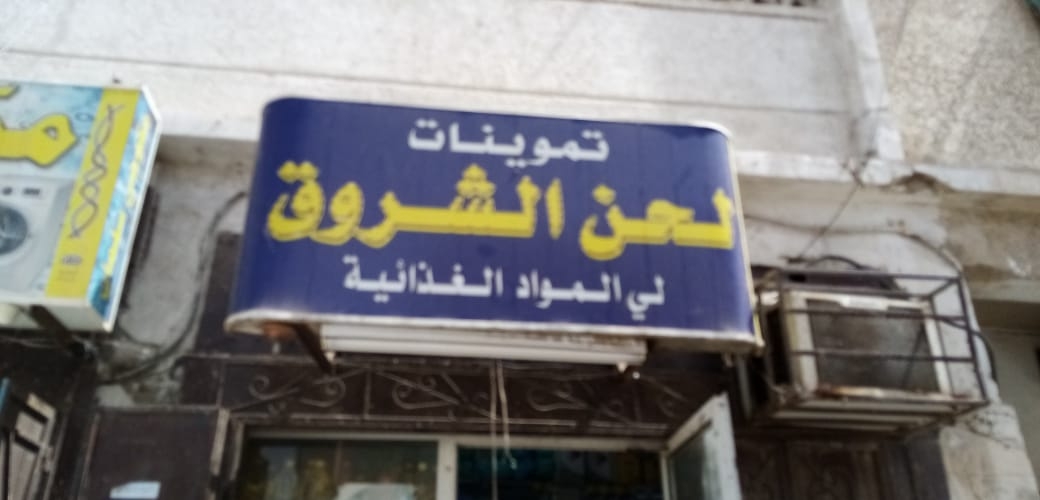 تموينات
لحن الشروق
لي المواد الغذائية